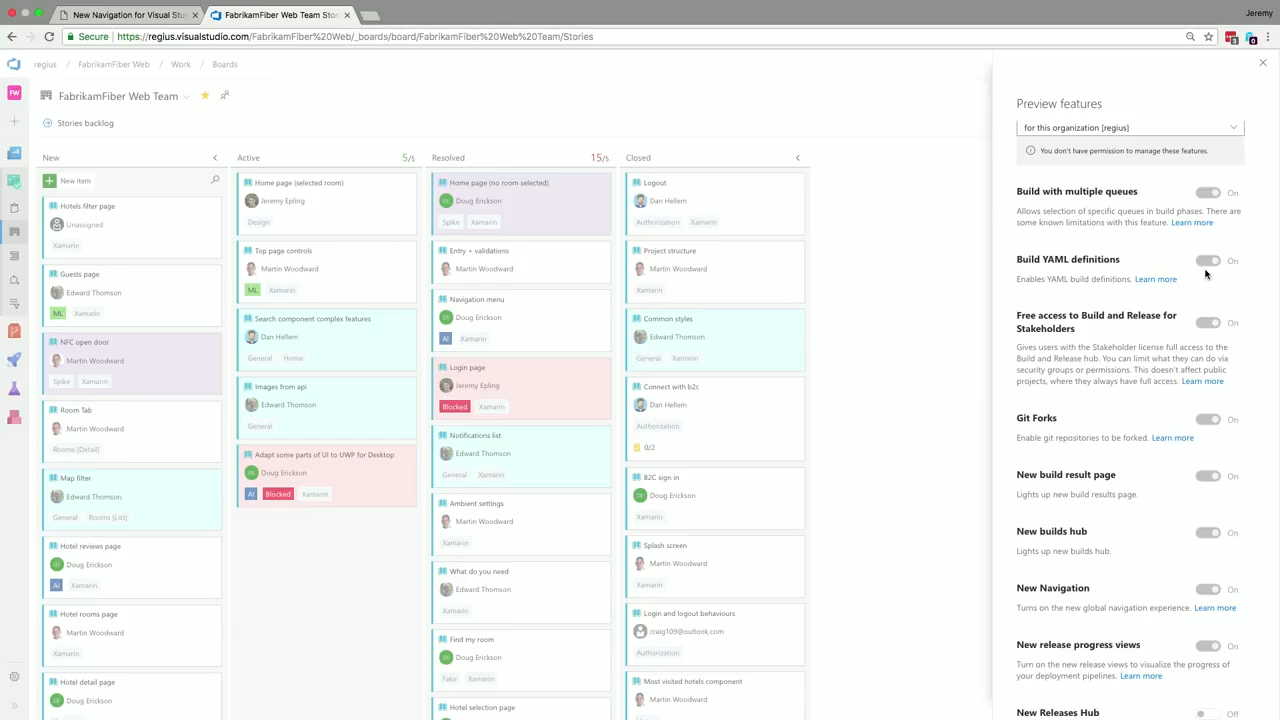 New Navigation for Visual Stu
FabrikamFiber Web Team Stor
Jeremy
Secure
https://regius.visualstudio.com/FabrikamFiber%20Web/_boards/board/FabrikamFiber%20Web%20Team/Stories
regius / FabrikamFiber Web / Work / Boards
FW
FabrikamFiber Web Team
Stories backlog
New
New item
Hotels filter page
Unassigned
Xamarin
Guests page
Edward Thomson
ML Xamarin
NFC open door
Martin Woodward
Spike Xamarin
Room Tab
Martin Woodward
Rooms [Detail]
Map filter
Edward Thomson
General Rooms [List]
Hotel reviews page
Doug Erickson
AI Xamarin
Hotel rooms page
Martin Woodward
Xamarin
Hotel detail page
Doug Erickson
Active 5/5
Home page (selected room)
Jeremy Epling
Design
Top page controls
Martin Woodward
ML Xamarin
Search component complex features
Dan Hellem
General Home
Images from api
Edward Thomson
General
Adapt some parts of UI to UWP for Desktop
Doug Erickson
AI Blocked Xamarin
Resolved 15/5
Home page (no room selected)
Doug Erickson
Spike Xamarin
Entry + validations
Martin Woodward
Navigation menu
Doug Erickson
AI Xamarin
Login page
Jeremy Epling
Blocked Xamarin
Notifications list
Edward Thomson
General Xamarin
Ambient settings
Martin Woodward
Xamarin
What do you need
Edward Thomson
Xamarin
Find my room
Doug Erickson
Fake Xamarin
Hotel selection page
Closed
Logout
Dan Hellem
Authorization Xamarin
Project structure
Martin Woodward
Xamarin
Common styles
Edward Thomson
General Xamarin
Connect with b2c
Dan Hellem
Authorization
0/2
B2C sign in
Doug Erickson
Xamarin
Splash screen
Martin Woodward
Xamarin
Login and logout behaviours
craig109@outlook.com
Authorization
Most visited hotels component
Martin Woodward
Preview features
for this organization [regius]
You don't have permission to manage these features.
Build with multiple queues
On
Allows selection of specific queues in build phases. There are
some known limitations with this feature. Learn more
Build YAML definitions
On
Enables YAML build definitions. Learn more
Free access to Build and Release for
Stakeholders
On
Gives users with the Stakeholder license full access to the
Build and Release hub. You can limit what they can do via
security groups or permissions. This doesn't affect public
projects, where they always have full access. Learn more
Git Forks
On
Enable git repositories to be forked. Learn more
New build result page
On
Lights up new build results page.
New builds hub
On
Lights up new builds hub.
New Navigation
On
Turns on the new global navigation experience. Learn more
New release progress views
On
Turn on the new release views to visualize the progress of
your deployment pipelines. Learn more
New Releases Hub
Off